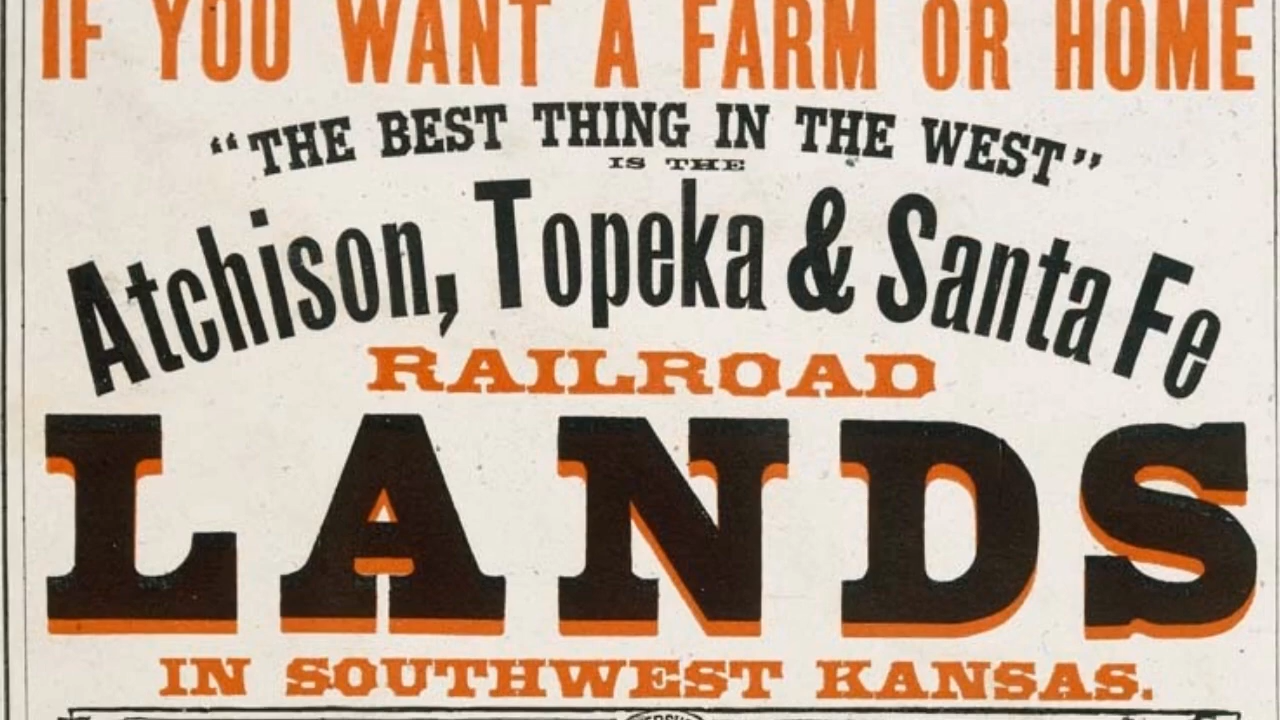 IF YOU WANT A FARM OR HOME
“THE BEST THING IN THE WEST”
IS THE
Atchison, Topeka & Santa Fe
RAILROAD
LANDS
IN SOUTHWEST KANSAS.